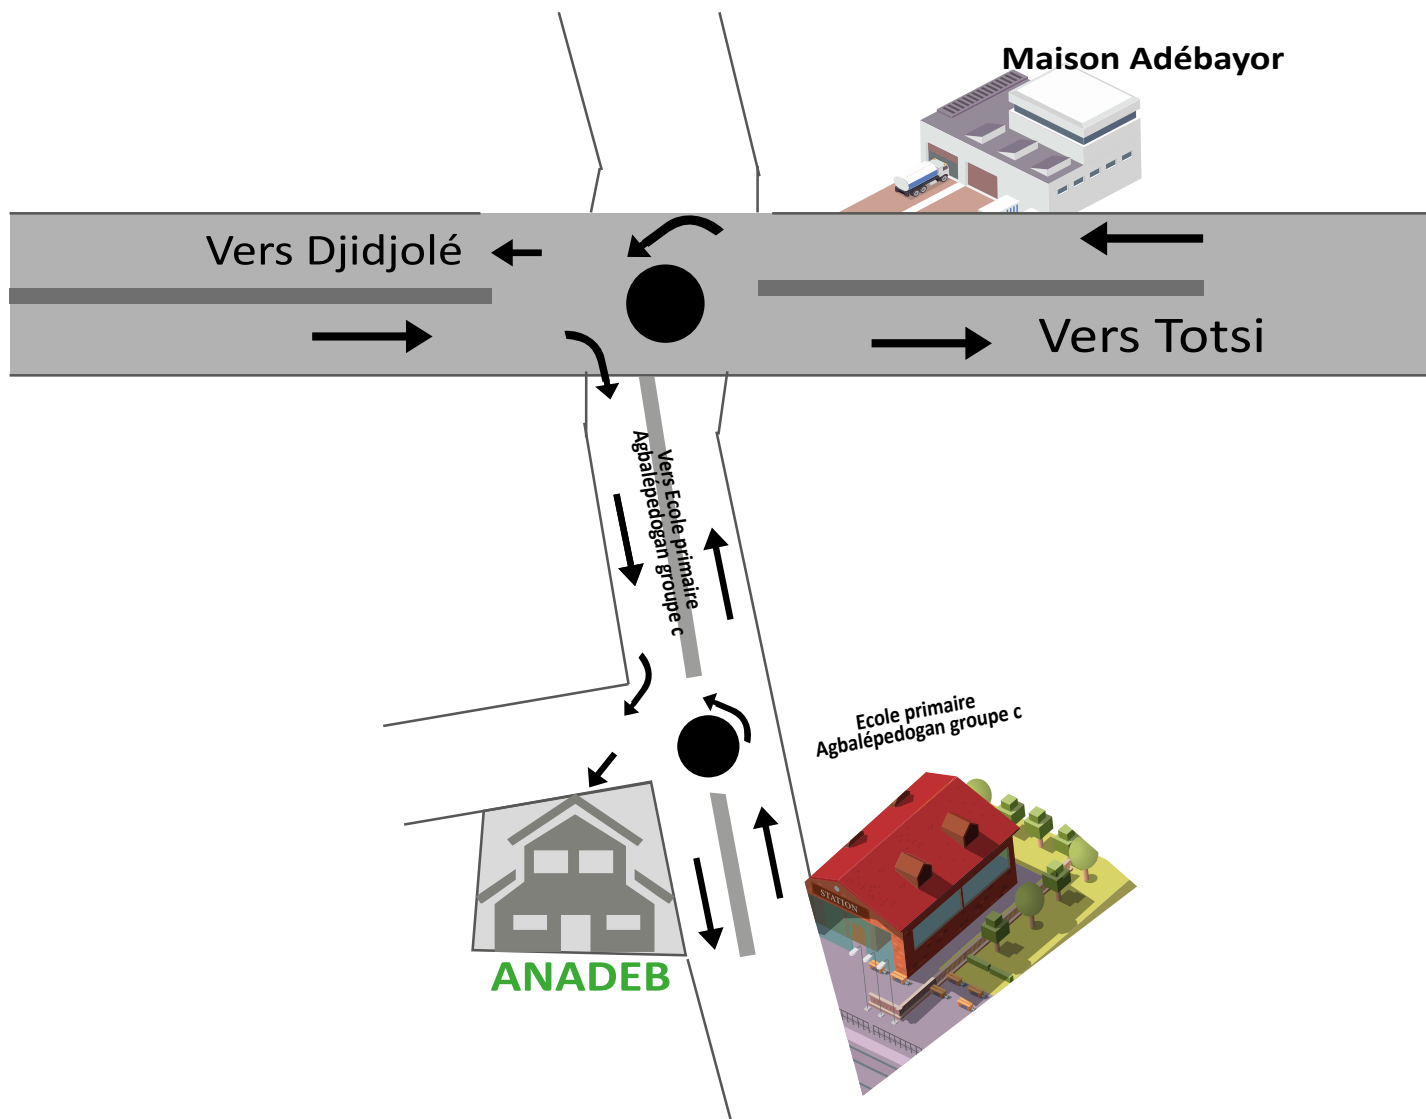 Maison Adébayor
Vers Djidjolé
Vers Totsi
Vers Ecole primaire
Agbalépedogan groupe c
Ecole primaire
Agbalépedogan groupe c
STATION
ANADEB